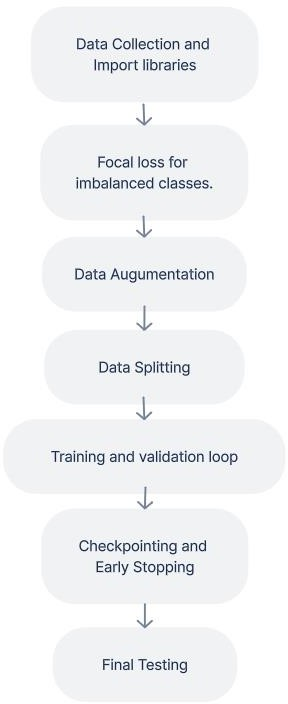 Data Collection and
Import libraries
Focal loss for
imbalanced classes.
Data Augumentation
Data Splitting
Training and validation loop
Checkpointing and
Early Stopping
Final Testing